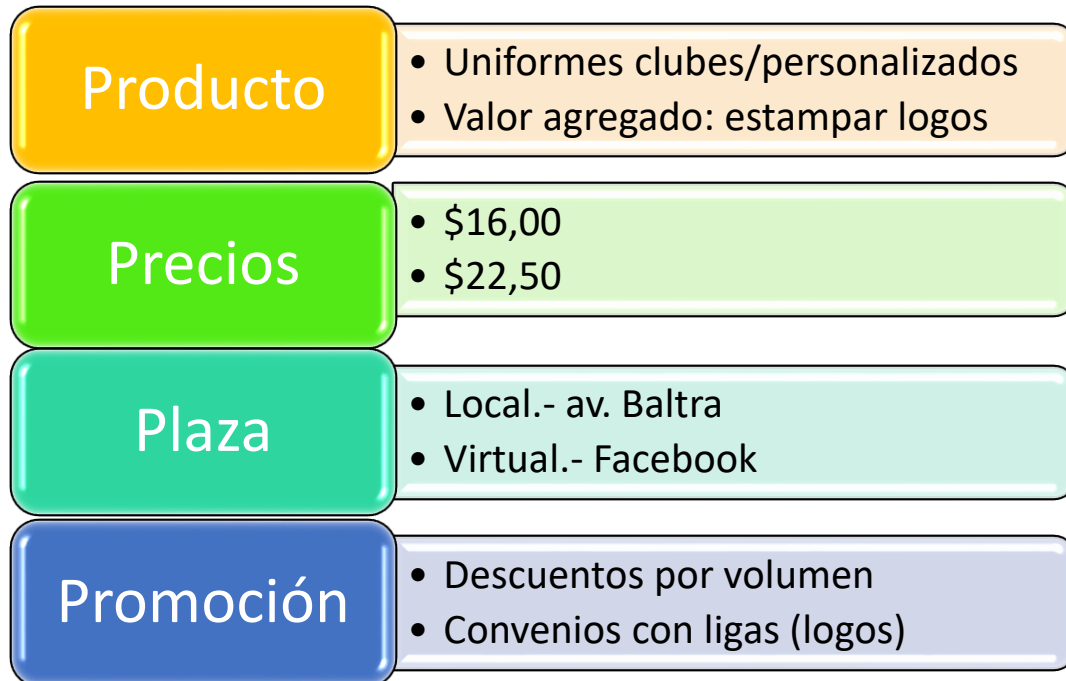 Producto
• Uniformes clubes/personalizados
• Valor agregado: estampar logos
Precios
• $16,00
• $22,50
Plaza
• Local.- av. Baltra
• Virtual.- Facebook
Promoción
• Descuentos por volumen
• Convenios con ligas (logos)